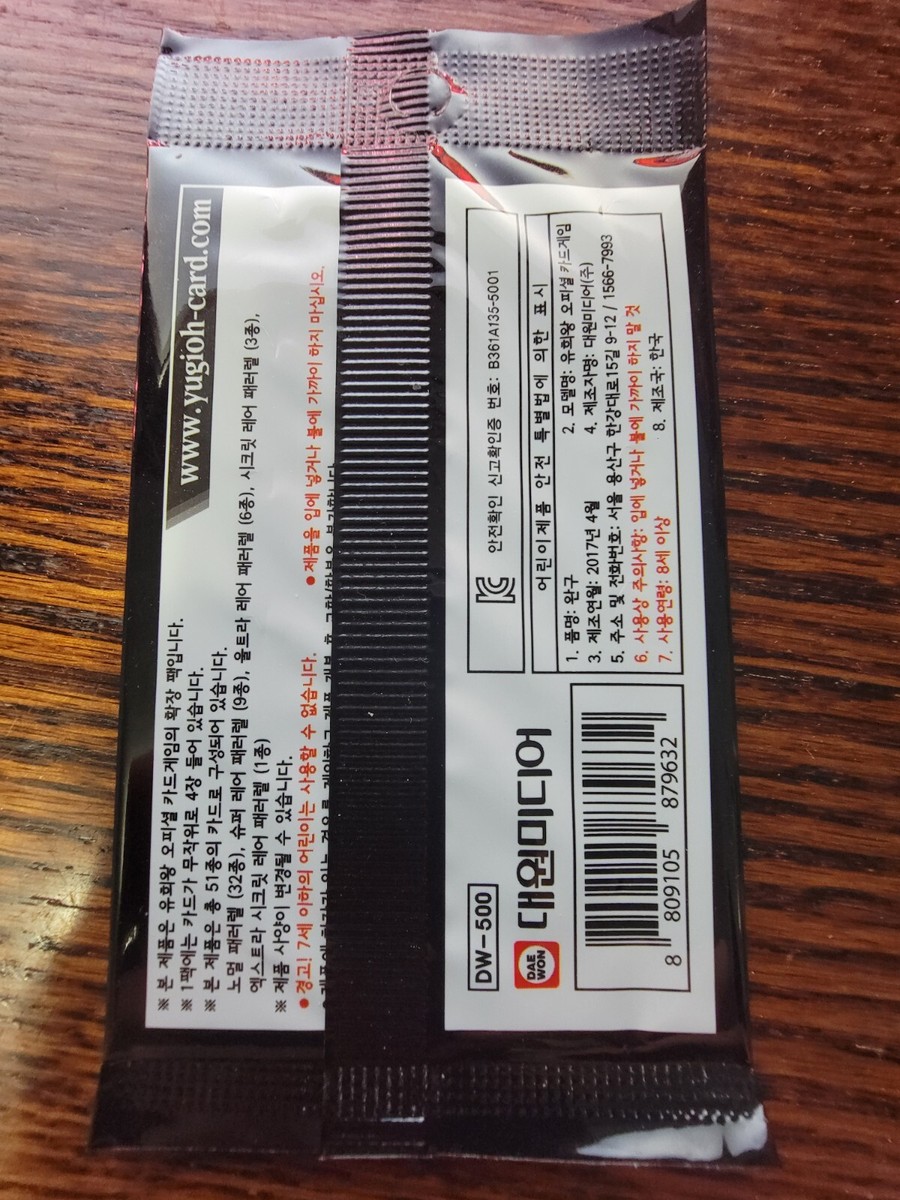 www.yugioh-card.com
※ 본 제품은 유희왕 오피셜 카드게임의 확장 팩입니다.
※ 1팩에는 카드가 무작위로 4장 들어 있습니다.
※ 본 제품은 총 51종의 카드로 구성되어 있습니다.
노멀 패러렐 (32종), 슈퍼 레어 패러렐 (9종), 울트라 레어 패러렐 (6종), 시크릿 레어 패러렐 (3종),
엑스트라 시크릿 레어 패러렐 (1종)
※ 제품 사양이 변경될 수 있습니다.
● 경고! 7세 이하의 어린이는 사용할 수 없습니다. ● 제품을 입에 넣거나 불에 가까이 하지 마십시오.
안전확인 신고확인증 번호: B361A135-5001
어린이제품 안전 특별법에 의한 표시
1. 품명: 완구 2. 모델명: 유희왕 오피셜 카드게임
3. 제조연월: 2017년 4월 4. 제조자명: 대원미디어(주)
5. 주소 및 전화번호: 서울 용산구 한강대로15길 9-12 / 1566-7993
6. 사용상 주의사항: 입에 넣거나 불에 가까이 하지 말 것
7. 사용연령: 8세 이상 8. 제조국: 한국
DW-500
DAE
WON
대원미디어
8 809105 879632